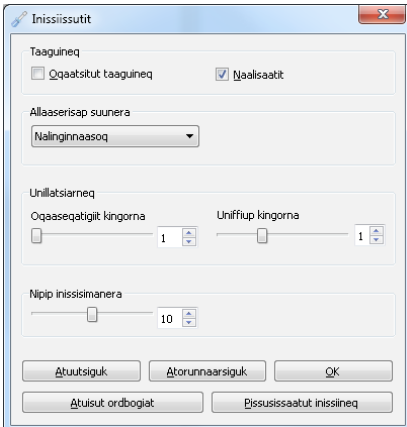 Inissiissutit
Taaguineq
Oqaatsitut taaguineq
Naalisaatit
Allaaserisap suunera
Nalinginnaasoq
Unillatsiarneq
Oqaaseqatigiit kingorna
Uniffiup kingorna
1
1
Nipip inissisimanera
10
Atuutsiguk
Atorunnaarsiguk
OK
Atuisut ordbogiat
Pissusissaatut inissiineq